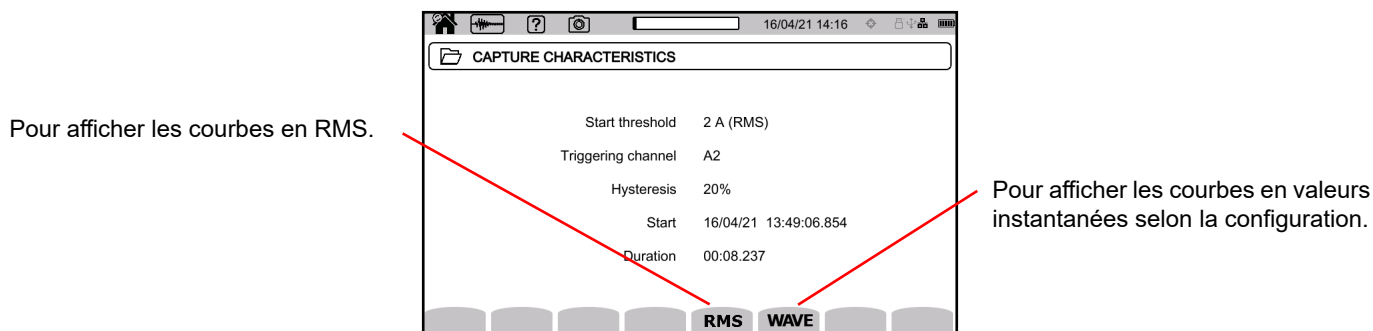 ? 16/04/21 14:16
CAPTURE CHARACTERISTICS
Pour afficher les courbes en RMS.
Start threshold 2 A (RMS)
Triggering channel A2
Hysteresis 20%
Start 16/04/21 13:49:06.854
Duration 00:08.237
Pour afficher les courbes en valeurs
instantanées selon la configuration.
RMS WAVE